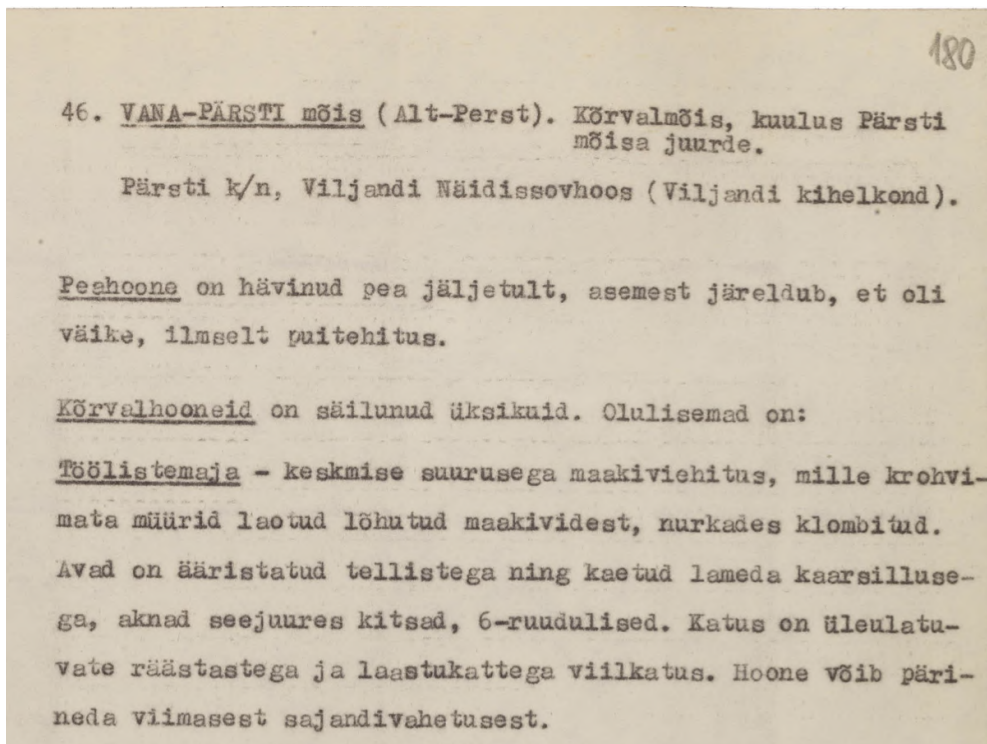 180
46. VANA-PÄRSTI mõis (Alt-Perst). Kõrvalmõis, kuulus Pärsti
mõisa juurde.
Pärsti k/n, Viljandi Näidissovhoos (Viljandi kihelkond).
Peahoone on hävinud pea jäljetult, asemest järeldub, et oli
väike, ilmselt puitehitus.
Kõrvalhooneid on säilunud üksikuid. Olulisemad on:
Töölistemaja - keskmise suurusega maakiviehitus, mille krohvi-
mata müürid laotud lõhutud maakividest, nurkades klombitud.
Avad on ääristatud tellistega ning kaetud lameda kaarsilluse-
ga, aknad seejuures kitsad, 6-ruudulised. Katus on üleulatu-
vate räästastega ja laastukattega viilkatus. Hoone võib päri-
neda viimasest sajandivahetusest.